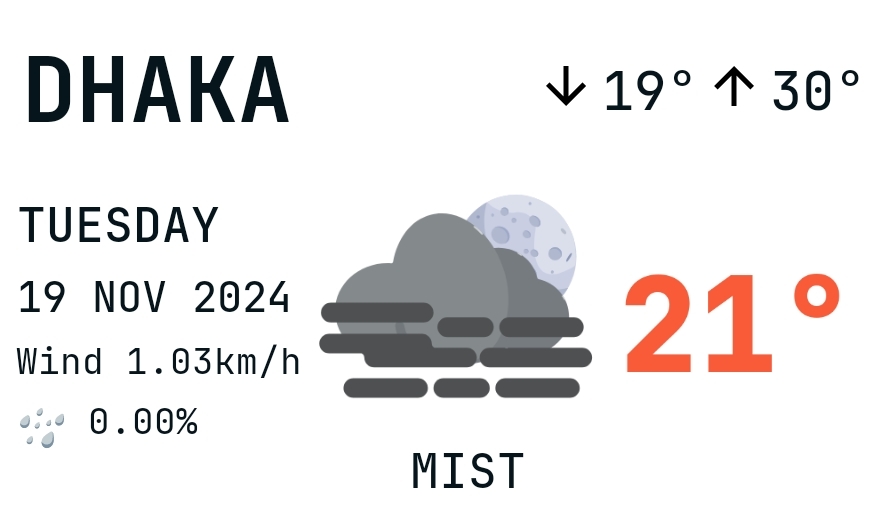 DHAKA
↓ 19° ↑ 30°
TUESDAY
19 NOV 2024
Wind 1.03km/h
0.00%
MIST
21°